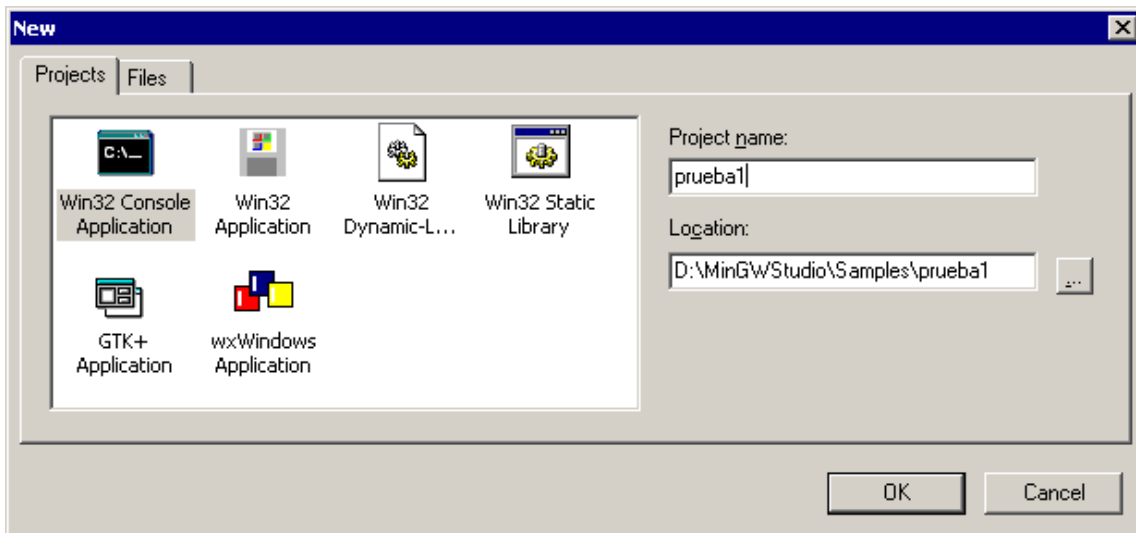 New
Projects
Files
C:\_
Win32 Console
Application
Win32
Application
Win32
Dynamic-L...
Win32 Static
Library
GTK+
Application
wxWindows
Application
Project name:
prueba1
Location:
D:\MinGWStudio\Samples\prueba1
...
OK
Cancel